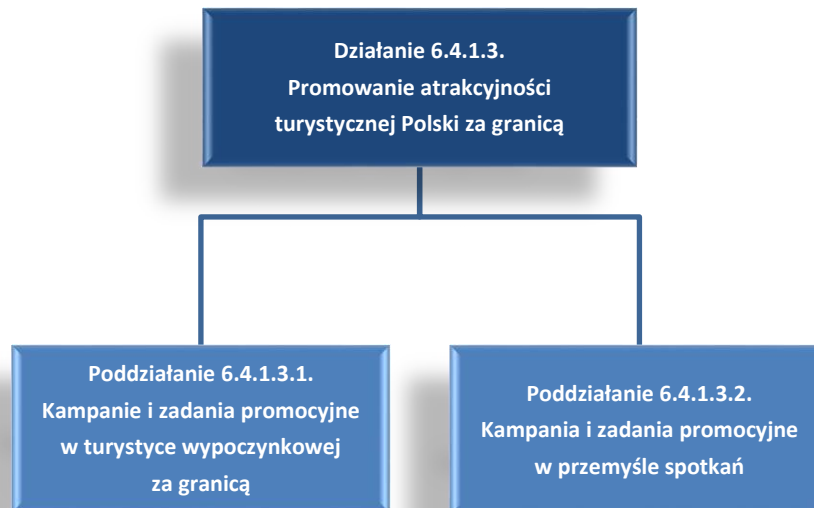 Działanie 6.4.1.3.
Promowanie atrakcyjności
turystycznej Polski za granicą
Poddziałanie 6.4.1.3.1.
Kampanie i zadania promocyjne
w turystyce wypoczynkowej
za granicą
Poddziałanie 6.4.1.3.2.
Kampania i zadania promocyjne
w przemyśle spotkań